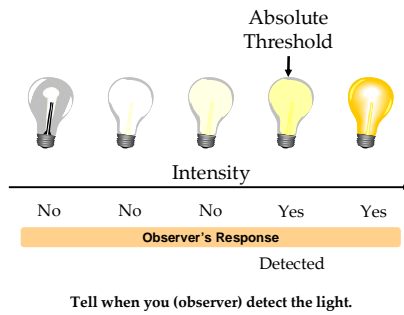 Absolute
Threshold
Intensity
No No No Yes Yes
Observer's Response
Detected
Tell when you (observer) detect the light.